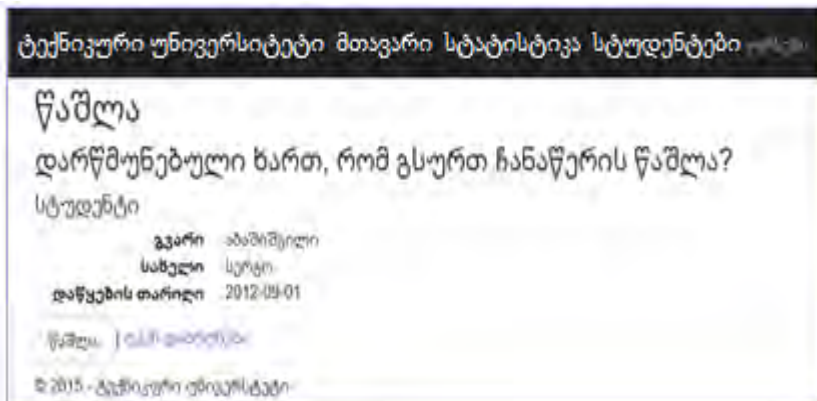 ტექნიკური უნივერსიტეტი მთავარი სტატისტიკა სტუდენტები
წაშლა
დარწმუნებული ხართ, რომ გსურთ ჩანაწერის წაშლა?
სტუდენტი
გვარი აბაშიშვილი
სახელი სერგო
დაწყების თარიღი 2012-09-01
წაშლა |
© 2015 - ტექნიკური უნივერსიტეტი